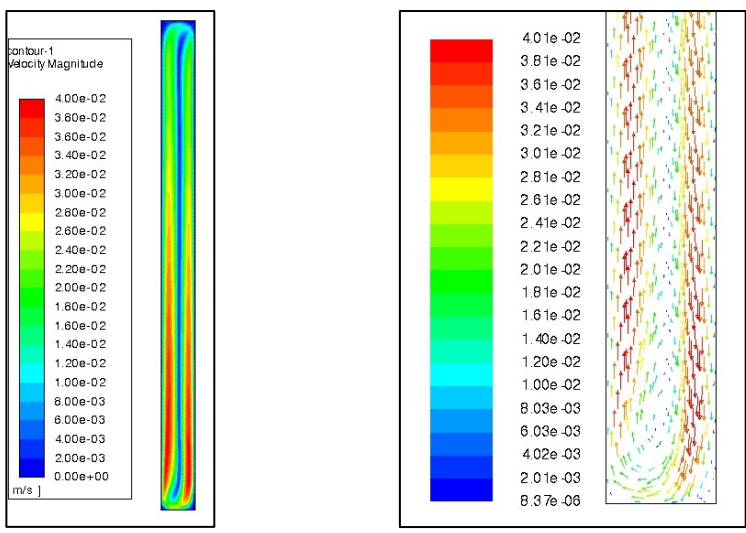 contour-1
Velocity Magnitude
4.00e-02
3.80e-02
3.60e-02
3.40e-02
3.20e-02
3.00e-02
2.80e-02
2.60e-02
2.40e-02
2.20e-02
2.00e-02
1.80e-02
1.60e-02
1.40e-02
1.20e-02
1.00e-02
8.00e-03
6.00e-03
4.00e-03
2.00e-03
0.00e+00
m/s ]
4.01e -02
3.81e -02
3.61e -02
3.41e -02
3.21e -02
3.01e -02
2.81e -02
2.61e -02
2.41e -02
2.21e -02
2.01e -02
1.81e -02
1.61e -02
1.40e -02
1.20e -02
1.00e -02
8.03e -03
6.03e -03
4.02e -03
2.01e -03
8.37e -06